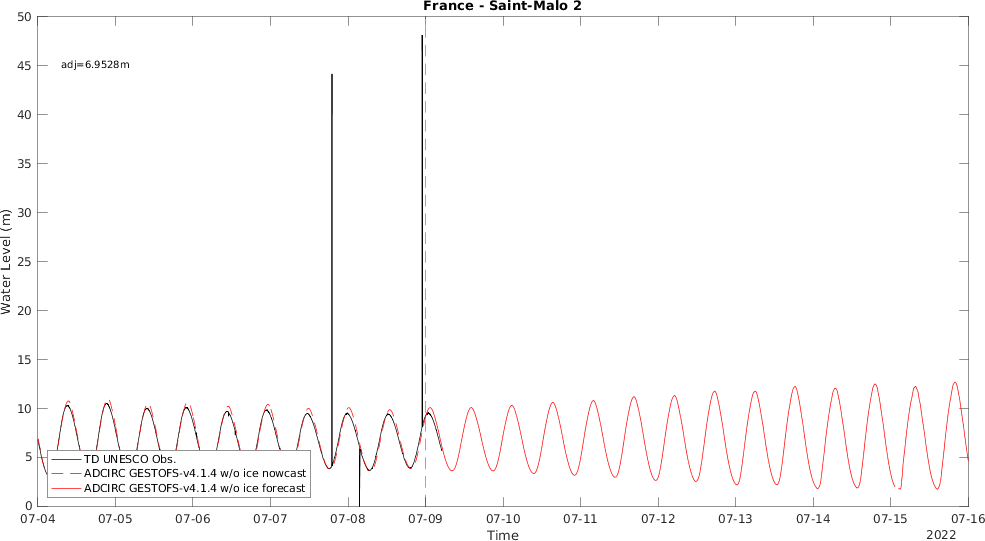 France - Saint-Malo 2
50
45
40
35
30
25
20
15
10
5
0
Water Level (m)
adj=6.9528m
TD UNESCO Obs.
ADCIRC GESTOFS-v4.1.4 w/o ice nowcast
ADCIRC GESTOFS-v4.1.4 w/o ice forecast
07-04 07-05 07-06 07-07 07-08 07-09 07-10 07-11 07-12 07-13 07-14 07-15 07-16
Time
2022